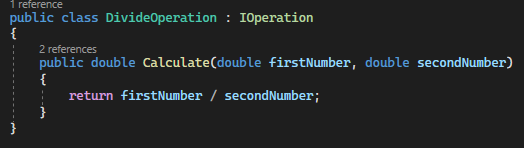 1 reference
public class DivideOperation : IOperation
{
2 references
public double Calculate(double firstNumber, double secondNumber)
{
return firstNumber / secondNumber;
}
}